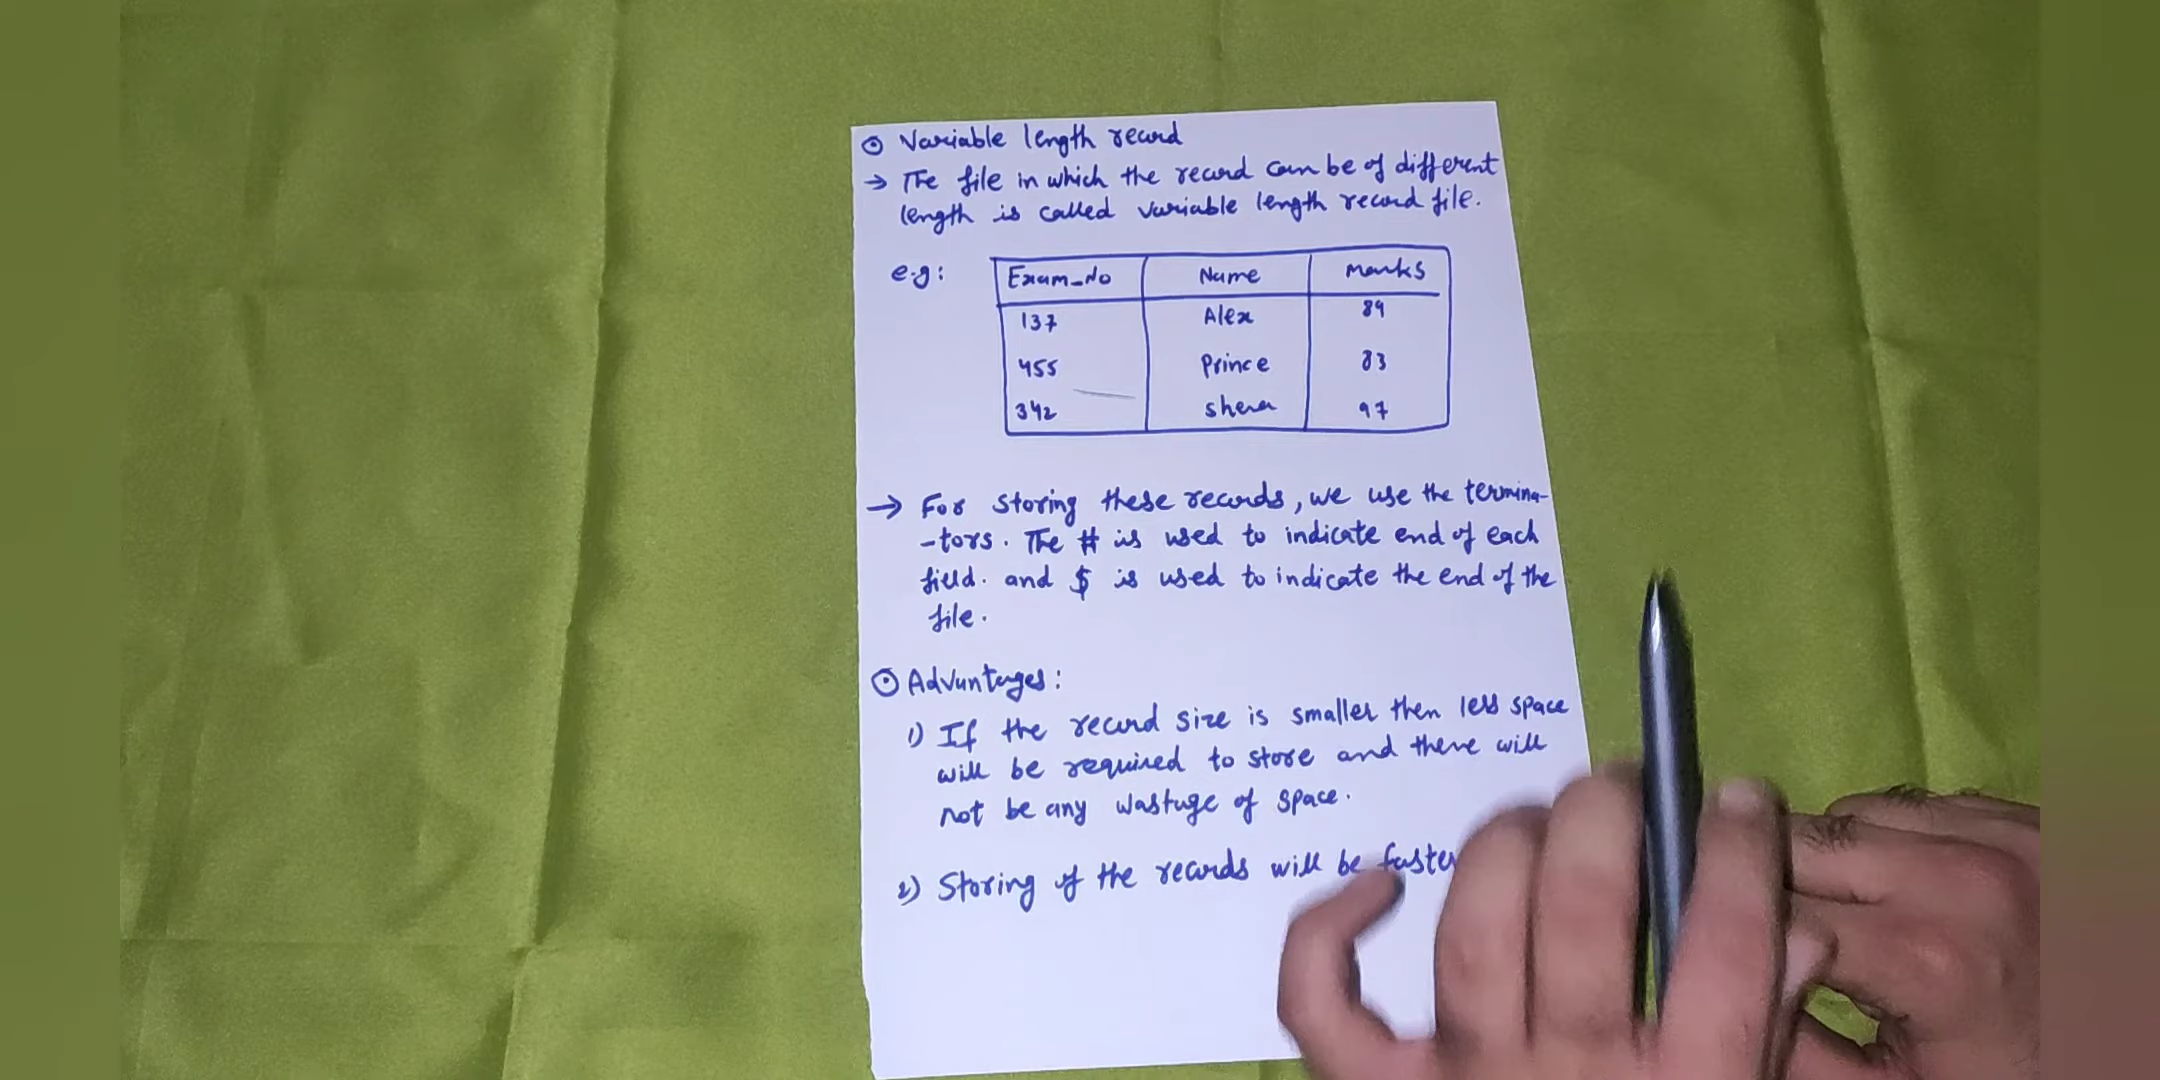 ⊙ Variable length record
→ The file in which the record can be of different
length is called variable length record file.
e.g: Exam_No Name Marks
137 Alex 89
455 Prince 83
342 shera 97
→ For storing these records, we use the termina-
-tors. The # is used to indicate end of each
field. and $ is used to indicate the end of the
file.
⊙ Advantages:
1) If the record size is smaller then less space
will be required to store and there will
not be any wastage of space.
2) Storing of the records will be faster